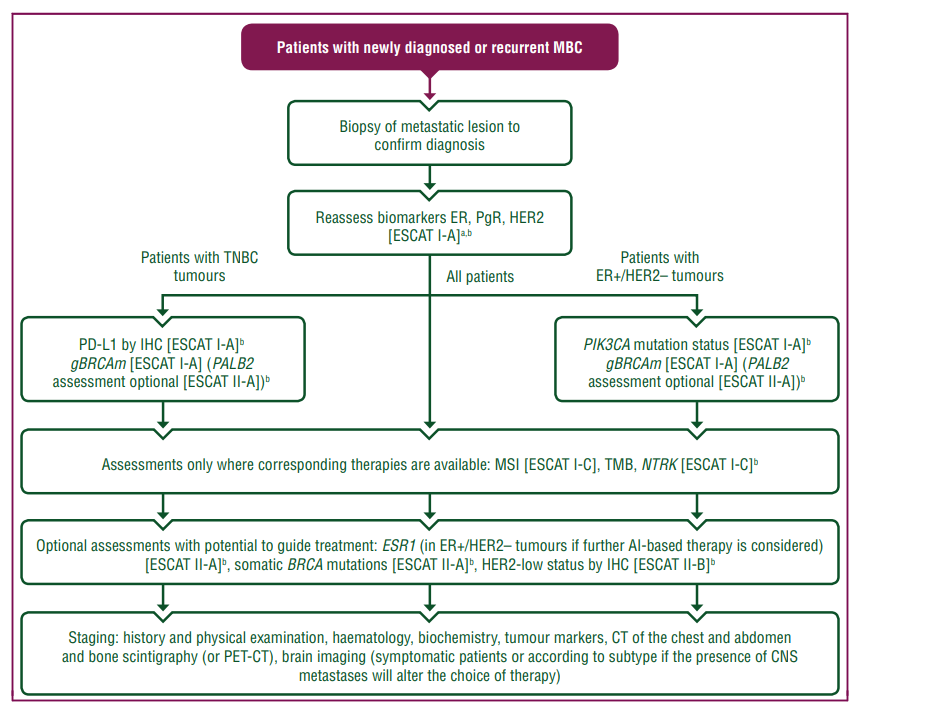 Patients with newly diagnosed or recurrent MBC
Biopsy of metastatic lesion to
confirm diagnosis
Reassess biomarkers ER, PgR, HER2
[ESCAT I-A]a,b
Patients with TNBC
tumours
All patients
Patients with
ER+/HER2– tumours
PD-L1 by IHC [ESCAT I-A]b
gBRCAm [ESCAT I-A] (PALB2
assessment optional [ESCAT II-A])b
PIK3CA mutation status [ESCAT I-A]b
gBRCAm [ESCAT I-A] (PALB2
assessment optional [ESCAT II-A])b
Assessments only where corresponding therapies are available: MSI [ESCAT I-C], TMB, NTRK [ESCAT I-C]b
Optional assessments with potential to guide treatment: ESR1 (in ER+/HER2– tumours if further AI-based therapy is considered)
[ESCAT II-A]b, somatic BRCA mutations [ESCAT II-A]b, HER2-low status by IHC [ESCAT II-B]b
Staging: history and physical examination, haematology, biochemistry, tumour markers, CT of the chest and abdomen
and bone scintigraphy (or PET-CT), brain imaging (symptomatic patients or according to subtype if the presence of CNS
metastases will alter the choice of therapy)